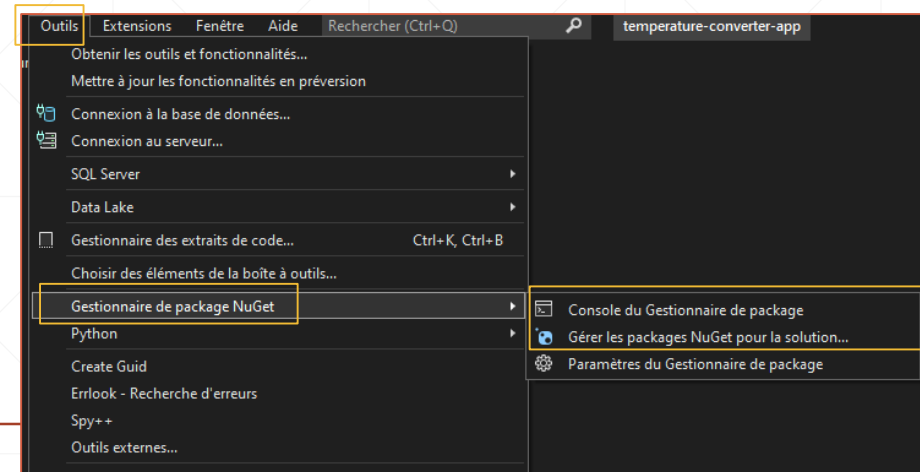 Outils Extensions Fenêtre Aide Rechercher (Ctrl+Q) temperature-converter-app
Obtenir les outils et fonctionnalités...
Mettre à jour les fonctionnalités en préversion
Connexion à la base de données...
Connexion au serveur...
SQL Server
Data Lake
Gestionnaire des extraits de code... Ctrl+K, Ctrl+B
Choisir des éléments de la boîte à outils...
Gestionnaire de package NuGet
Console du Gestionnaire de package
Python
Gérer les packages NuGet pour la solution...
Create Guid
Paramètres du Gestionnaire de package
Errlook - Recherche d'erreurs
Spy++
Outils externes...